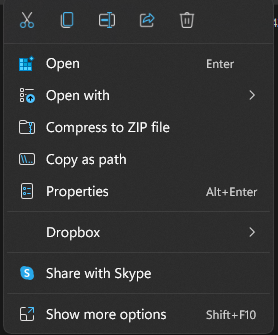 Open Enter
Open with
Compress to ZIP file
Copy as path
Properties Alt+Enter
Dropbox
Share with Skype
Show more options Shift+F10